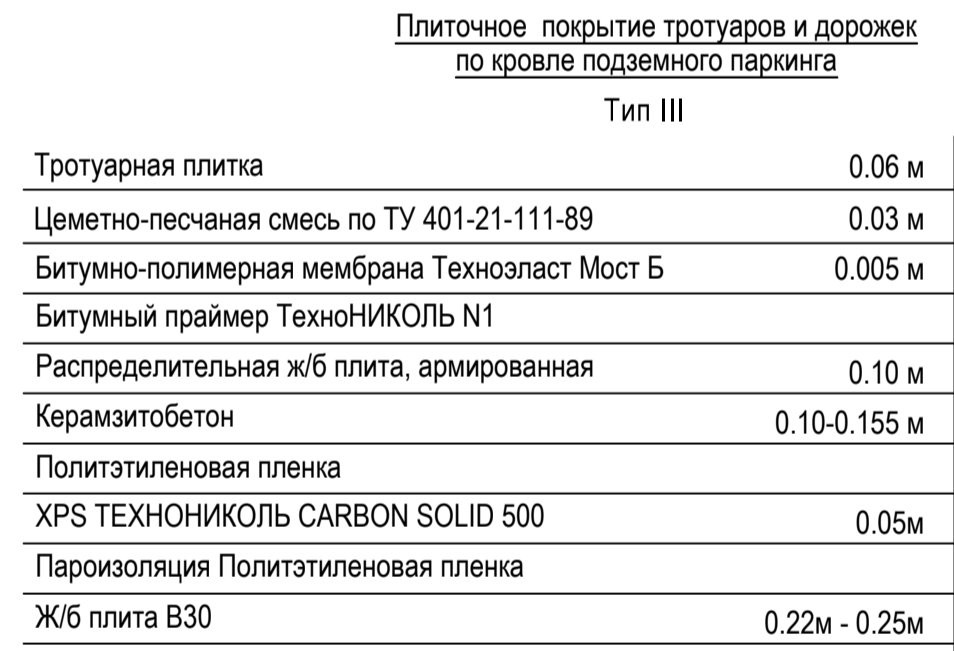 Плиточное покрытие тротуаров и дорожек
по кровле подземного паркинга
Тип III
Тротуарная плитка 0.06 м
Цеметно-песчаная смесь по ТУ 401-21-111-89 0.03 м
Битумно-полимерная мембрана Техноэласт Мост Б 0.005 м
Битумный праймер ТехноНИКОЛЬ N1
Распределительная ж/б плита, армированная 0.10 м
Керамзитобетон 0.10-0.155 м
Политэтиленовая пленка
XPS ТЕХНОНИКОЛЬ CARBON SOLID 500 0.05м
Пароизоляция Политэтиленовая пленка
Ж/б плита В30 0.22м - 0.25м